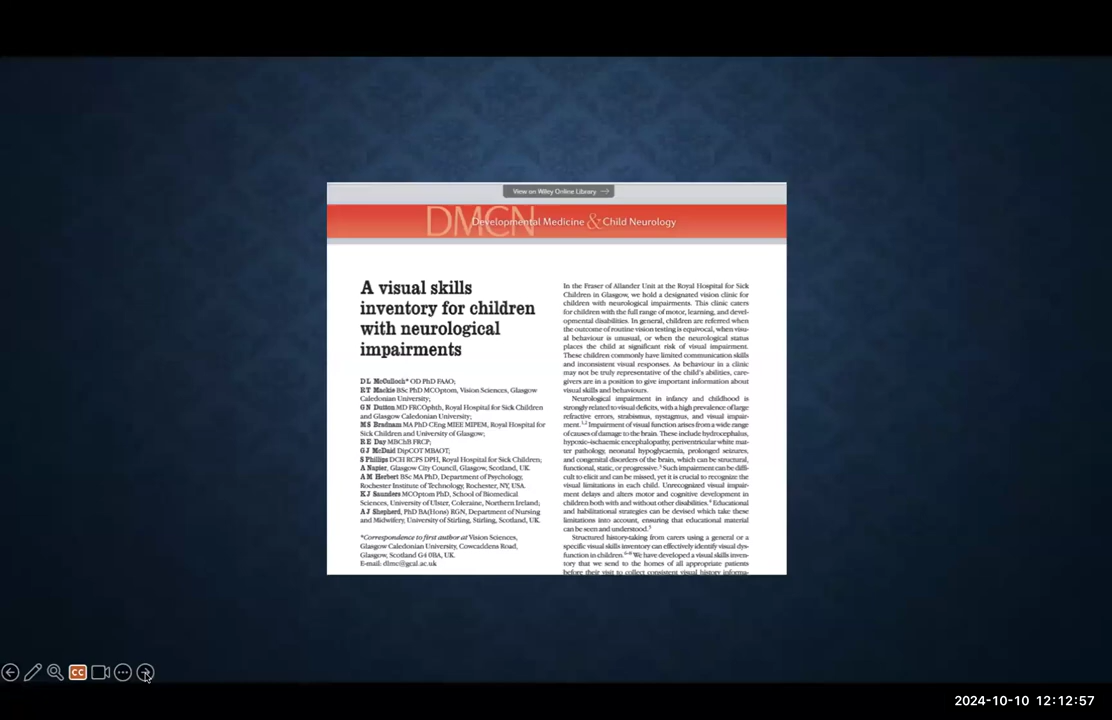 View on Wiley Online Library
DMCN
Developmental Medicine & Child Neurology
A visual skills
inventory for children
with neurological
impairments
D L McCulloch* OD PhD FAAO;
E T Mackie BSc PhD MCOptom, Vision Sciences, Glasgow
Caledonian University;
G N Dutton MD FRCOphth, Royal Hospital for Sick Children
and Glasgow Caledonian University;
M S Bradnam MA PhD CEng MIEE MIPEM, Royal Hospital for
Sick Children and University of Glasgow;
R E Day MBChB FRCP;
G J McDaid DipCOT MBAOT;
S Phillips DCH RCPS DPH, Royal Hospital for Sick Children;
A Napier, Glasgow City Council, Glasgow, Scotland, UK.
A M Herbert BSc MA PhD, Department of Psychology,
Rochester Institute of Technology, Rochester, NY, USA.
K J Saunders MCOptom PhD, School of Biomedical
Sciences, University of Ulster, Coleraine, Northern Ireland;
A J Shepherd, PhD BA(Hons) RGN, Department of Nursing
and Midwifery, University of Stirling, Stirling, Scotland, UK.
*Correspondence to first author at Vision Sciences,
Glasgow Caledonian University, Cowcaddens Road,
Glasgow, Scotland G4 0BA, UK.
E-mail: dlmc@gcal.ac.uk
In the Fraser of Allander Unit at the Royal Hospital for Sick
Children in Glasgow, we hold a designated vision clinic for
children with neurological impairments. This clinic caters
for children with the full range of motor, learning, and devel-
opmental disabilities. In general, children are referred when
the outcome of routine vision testing is equivocal, when visu-
al behaviour is unusual, or when the neurological status
places the child at significant risk of visual impairment.
These children commonly have limited communication skills
and inconsistent visual responses. As behaviour in a clinic
may not be truly representative of the child's abilities, care-
givers are in a position to give important information about
visual skills and behaviours.
Neurological impairment in infancy and childhood is
strongly related to visual deficits, with a high prevalence of large
refractive errors, strabismus, nystagmus, and visual impair-
ment.1,2 Impairment of visual function arises from a wide range
of causes of damage to the brain. These include hydrocephalus,
hypoxic–ischaemic encephalopathy, periventricular white mat-
ter pathology, neonatal hypoglycaemia, prolonged seizures,
and congenital disorders of the brain, which can be structural,
functional, static, or progressive.3 Such impairment can be diffi-
cult to elicit and can be missed, yet it is crucial to recognize the
visual limitations in each child. Unrecognized visual impair-
ment delays and alters motor and cognitive development in
children both with and without other disabilities.4 Educational
and habilitational strategies can be devised which take these
limitations into account, ensuring that educational material
can be seen and understood.5
Structured history-taking from carers using a general or a
specific visual skills inventory can effectively identify visual dys-
function in children.6–8 We have developed a visual skills inven-
tory that we send to the homes of all appropriate patients
before their visit to collect consistent visual history informa-
CC
2024-10-10 12:12:57